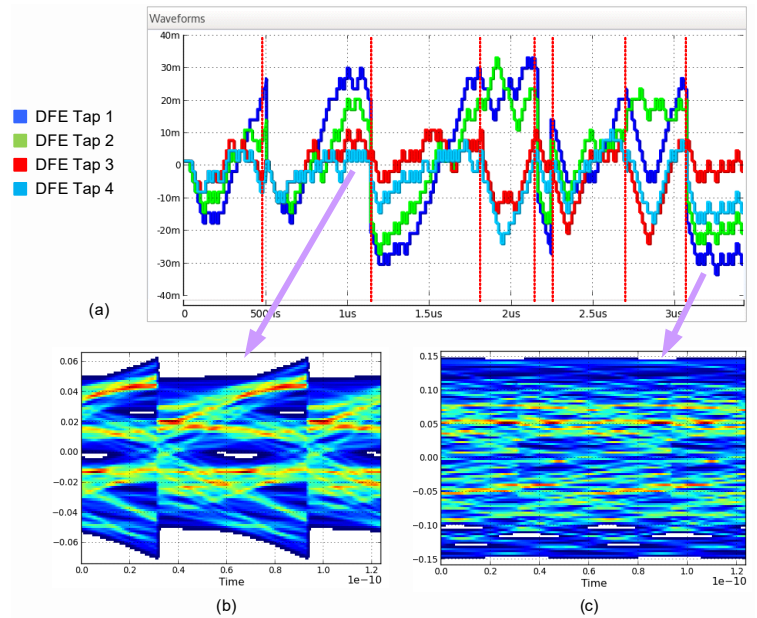 Waveforms
40m
30m
20m
10m
0
-10m
-20m
-30m
40m
0
1us
1.5us
2us
2.5us
3us
DFE Tap 1
DFE Tap 2
DFE Tap 3
DFE Tap 4
(a)
0.06
0.04
0.02
0.00
−0.02
−0.04
−0.06
0.0 0.2 0.4 0.6 0.8 1.0 1.2
Time
1e−10
(b)
0.15
0.10
0.05
0.00
−0.05
−0.10
−0.15
0.0 0.2 0.4 0.6 0.8 1.0 1.2
Time
1e−10
(c)